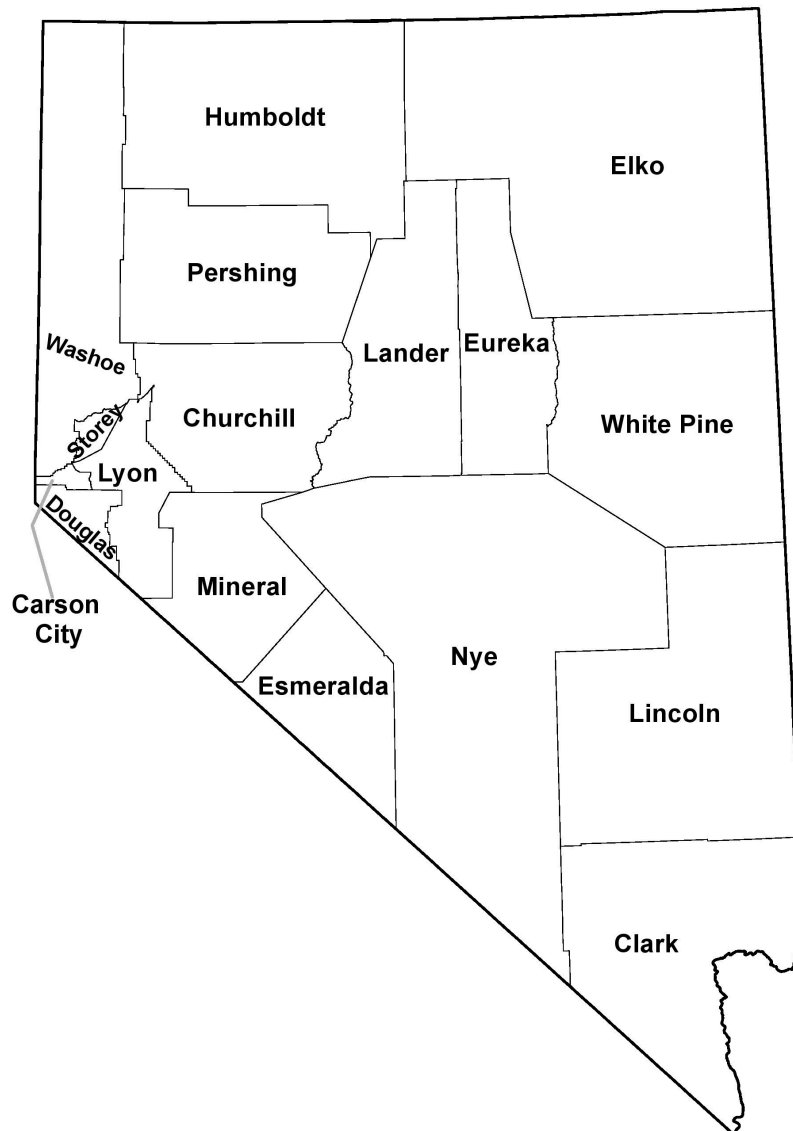 Humboldt
Elko
Pershing
Washoe
Lander
Eureka
Storey
Churchill
White Pine
Lyon
Douglas
Carson
City
Mineral
Nye
Esmeralda
Lincoln
Clark